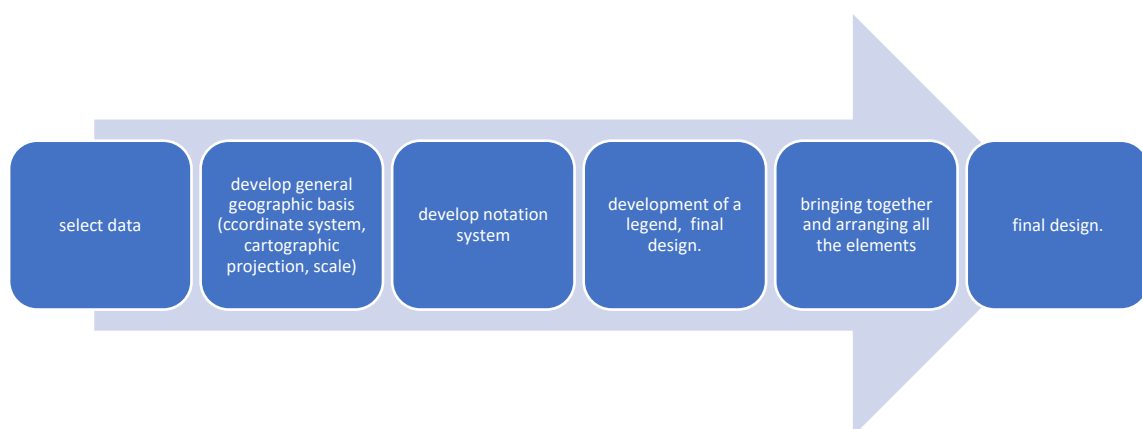 select data
develop general
geographic basis
(ccoordinate system,
cartographic
projection, scale)
develop notation
system
development of a
legend,  final
design.
bringing together
and arranging all
the elements
final design.